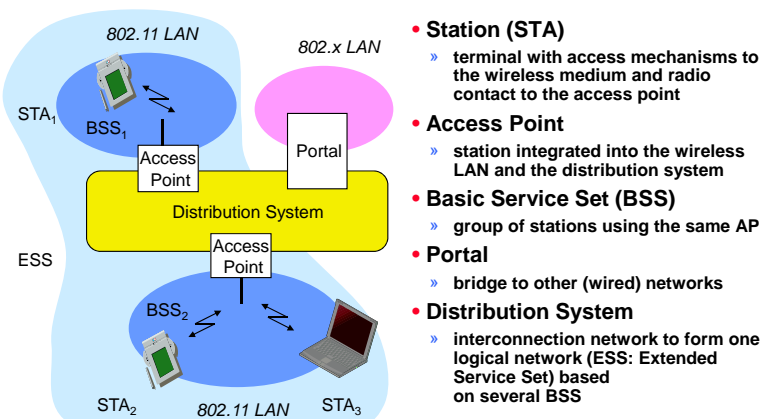 802.11 LAN
802.x LAN
STA1
BSS1
Access
Point
Portal
Distribution System
Access
Point
ESS
BSS2
STA2
802.11 LAN
STA3
• Station (STA)
» terminal with access mechanisms to
the wireless medium and radio
contact to the access point
• Access Point
» station integrated into the wireless
LAN and the distribution system
• Basic Service Set (BSS)
» group of stations using the same AP
• Portal
» bridge to other (wired) networks
• Distribution System
» interconnection network to form one
logical network (ESS: Extended
Service Set) based
on several BSS